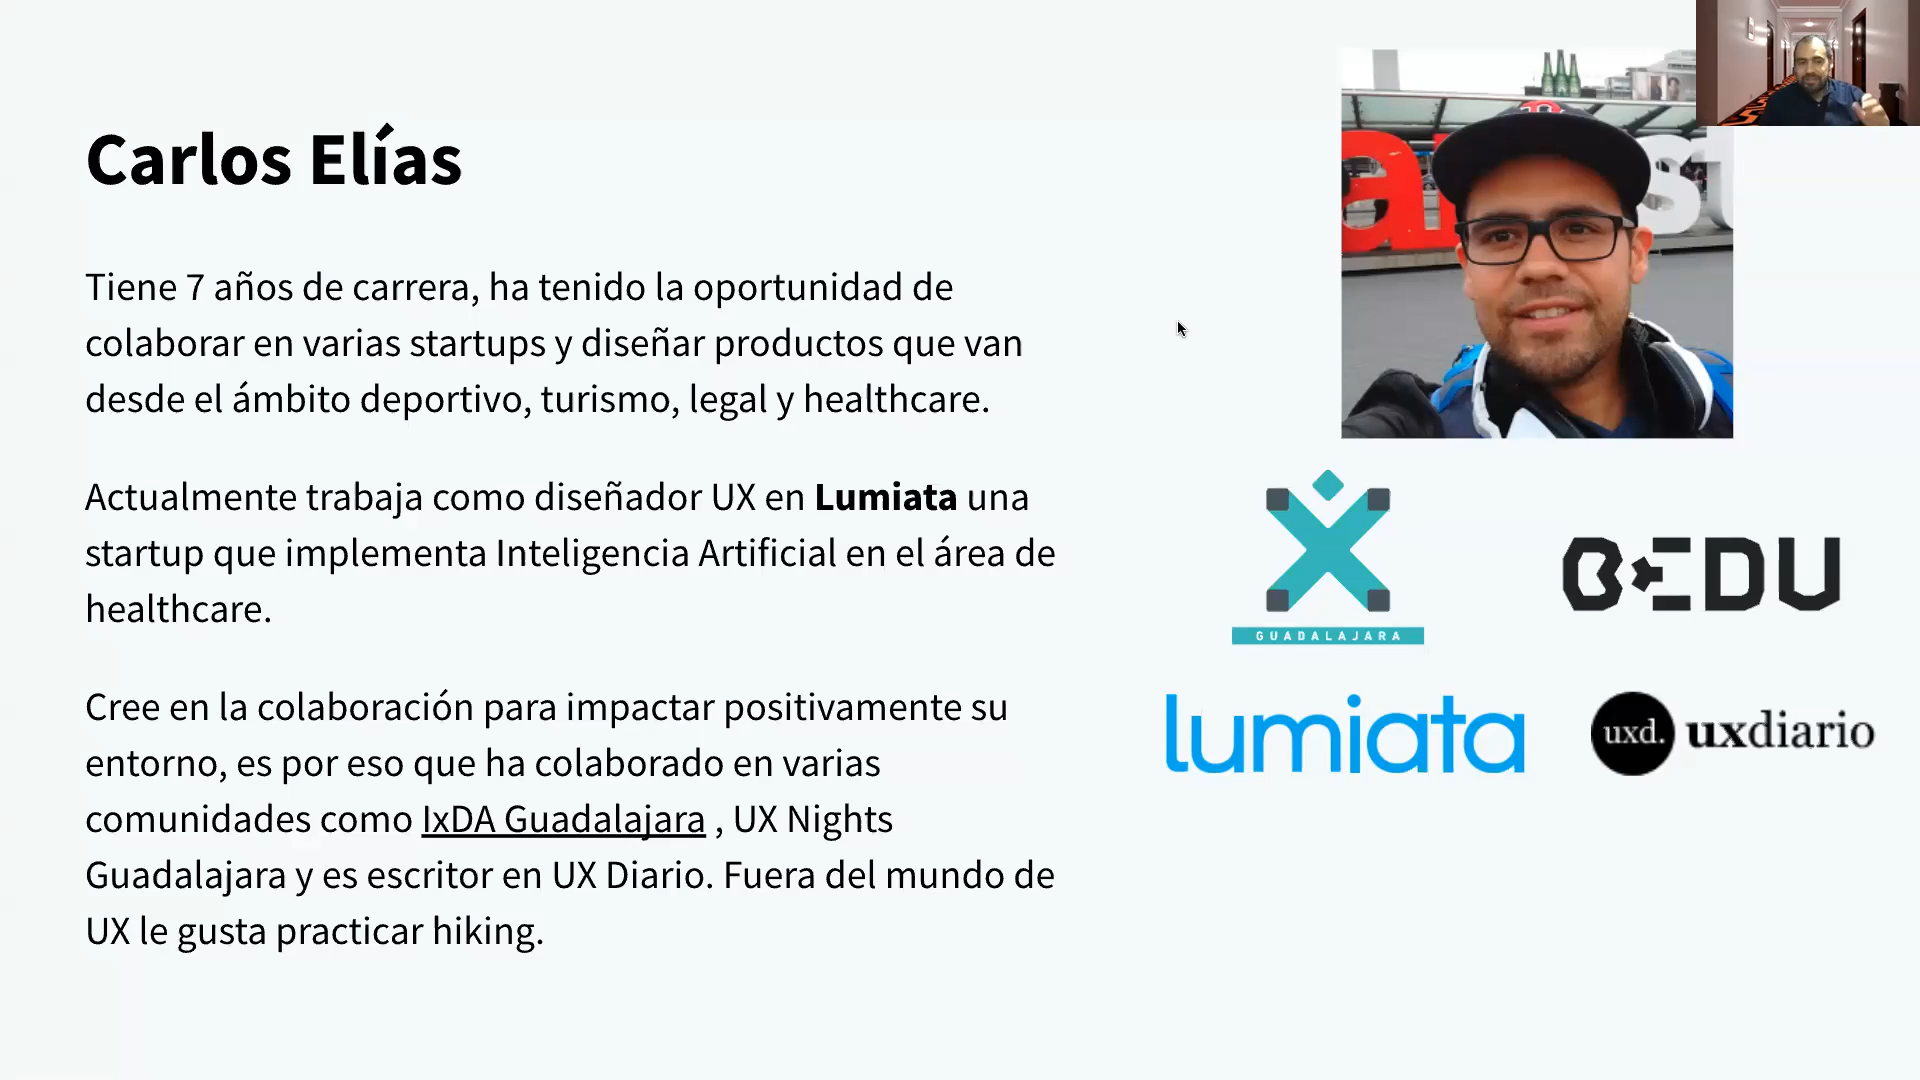 Carlos Elías
Tiene 7 años de carrera, ha tenido la oportunidad de
colaborar en varias startups y diseñar productos que van
desde el ámbito deportivo, turismo, legal y healthcare.
Actualmente trabaja como diseñador UX en Lumiata una
startup que implementa Inteligencia Artificial en el área de
healthcare.
Cree en la colaboración para impactar positivamente su
entorno, es por eso que ha colaborado en varias
comunidades como IxDA Guadalajara , UX Nights
Guadalajara y es escritor en UX Diario. Fuera del mundo de
UX le gusta practicar hiking.
GUADALAJARA
BEDU
lumiata
uxd. uxdiario